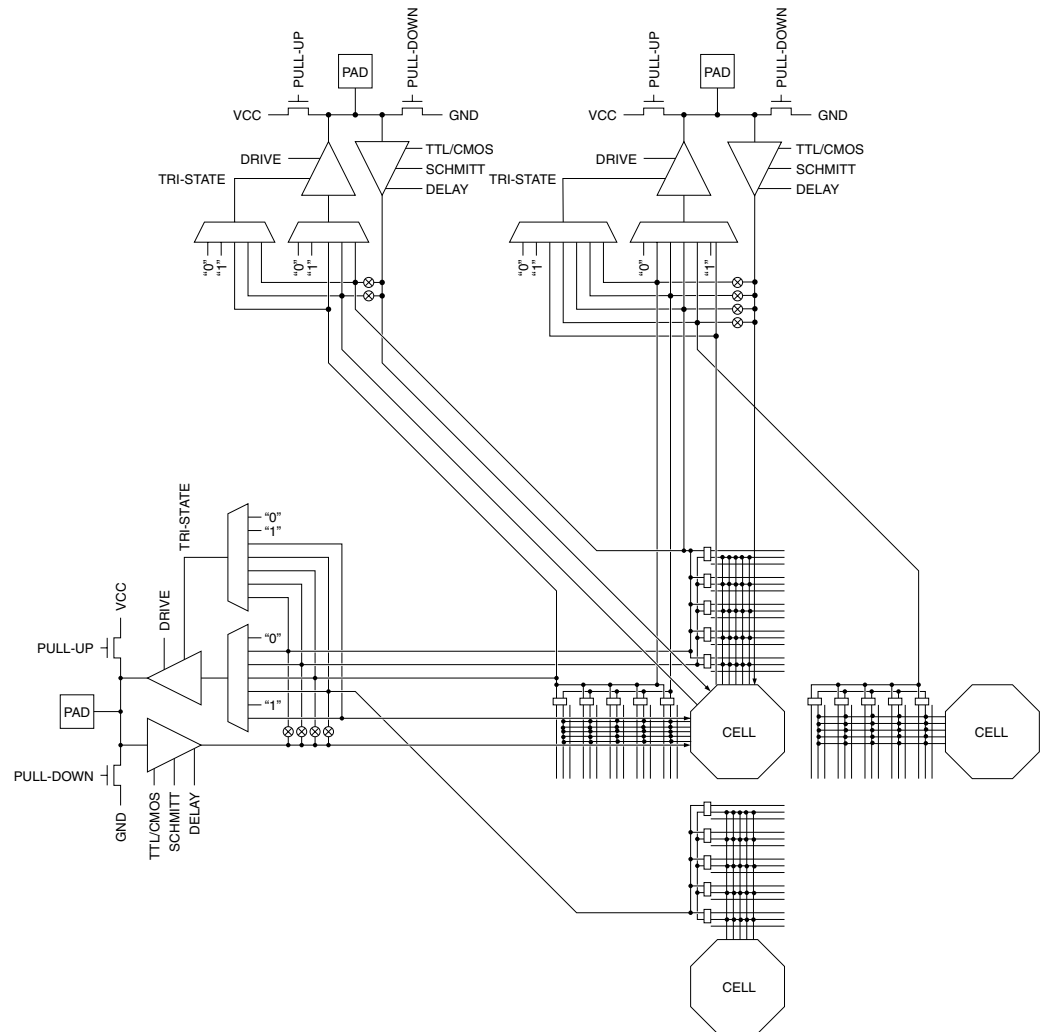 PULL-UP
PULL-DOWN
PAD
VCC
GND
DRIVE
TTL/CMOS
SCHMITT
DELAY
TRI-STATE
"0"
"1"
"0"
"1"
PULL-UP
PULL-DOWN
PAD
VCC
GND
DRIVE
TTL/CMOS
SCHMITT
DELAY
TRI-STATE
"0"
"1"
"0"
"1"
TRI-STATE
"0"
"1"
VCC
DRIVE
PULL-UP
"0"
PAD
"1"
PULL-DOWN
GND
TTL/CMOS
SCHMITT
DELAY
CELL
CELL
CELL